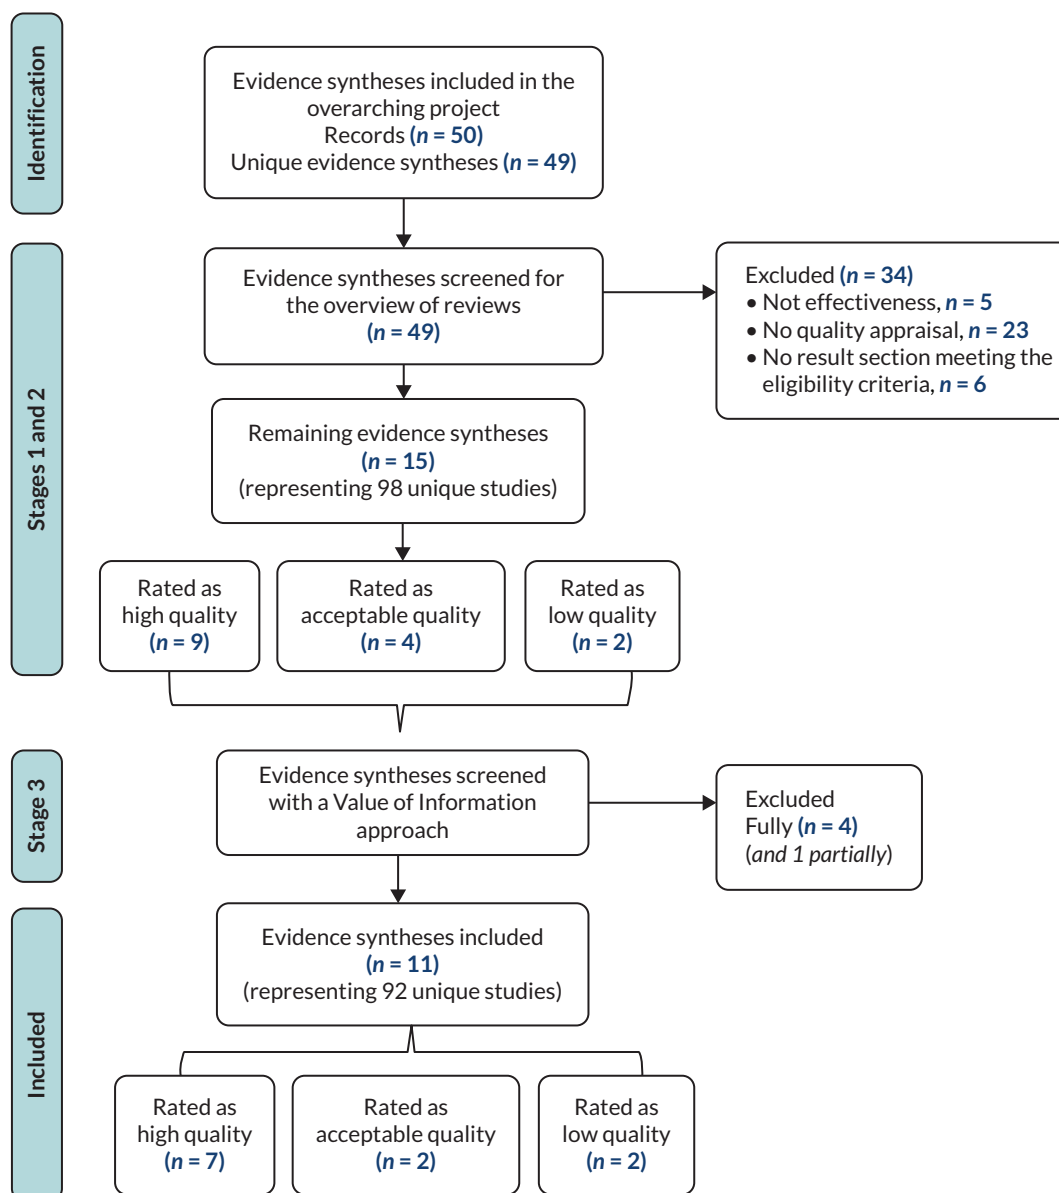 Identification
Evidence syntheses included in the
overarching project
Records (n = 50)
Unique evidence syntheses (n = 49)
Stages 1 and 2
Evidence syntheses screened for
the overview of reviews
(n = 49)
Excluded (n = 34)
• Not effectiveness, n = 5
• No quality appraisal, n = 23
• No result section meeting the
eligibility criteria, n = 6
Remaining evidence syntheses
(n = 15)
(representing 98 unique studies)
Rated as
high quality
(n = 9)
Rated as
acceptable quality
(n = 4)
Rated as
low quality
(n = 2)
Stage 3
Evidence syntheses screened
with a Value of Information
approach
Excluded
Fully (n = 4)
(and 1 partially)
Included
Evidence syntheses included
(n = 11)
(representing 92 unique studies)
Rated as
high quality
(n = 7)
Rated as
acceptable quality
(n = 2)
Rated as
low quality
(n = 2)